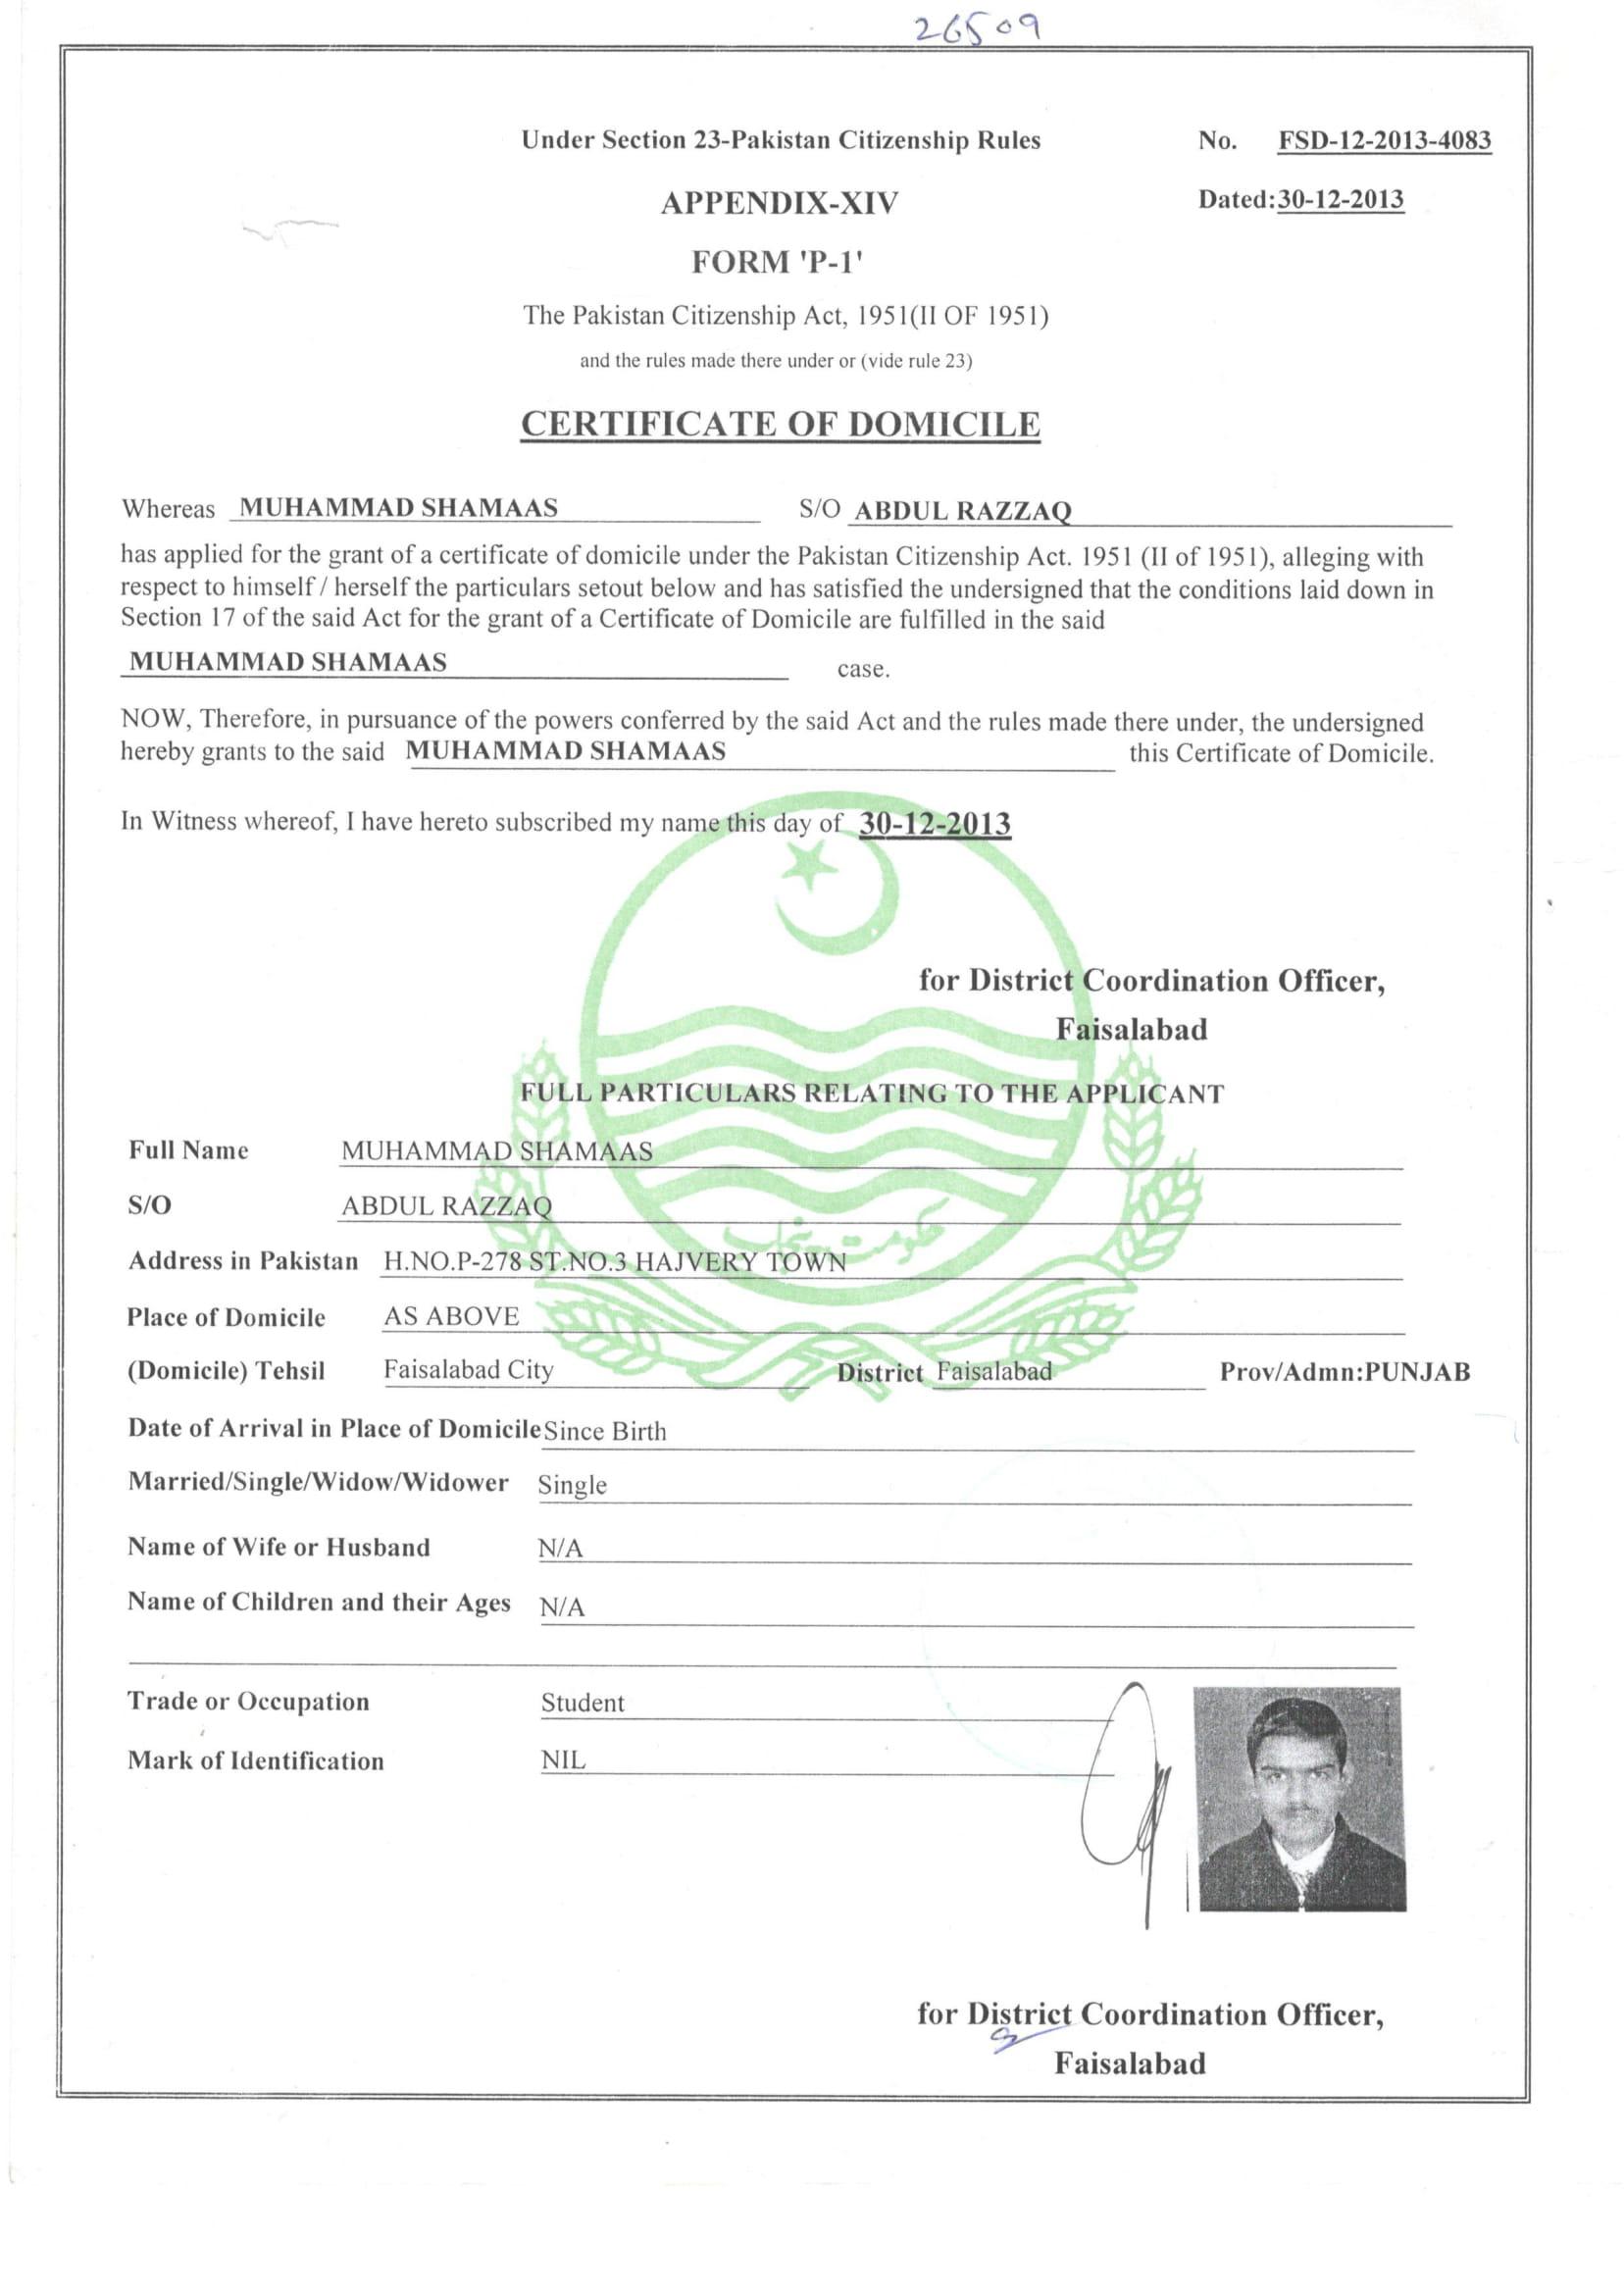 26509
Under Section 23-Pakistan Citizenship Rules No. FSD-12-2013-4083
APPENDIX-XIV Dated:30-12-2013
FORM 'P-1'
The Pakistan Citizenship Act, 1951(II OF 1951)
and the rules made there under or (vide rule 23)
CERTIFICATE OF DOMICILE
Whereas MUHAMMAD SHAMAAS S/O ABDUL RAZZAQ
has applied for the grant of a certificate of domicile under the Pakistan Citizenship Act. 1951 (II of 1951), alleging with
respect to himself / herself the particulars setout below and has satisfied the undersigned that the conditions laid down in
Section 17 of the said Act for the grant of a Certificate of Domicile are fulfilled in the said
MUHAMMAD SHAMAAS case.
NOW, Therefore, in pursuance of the powers conferred by the said Act and the rules made there under, the undersigned
hereby grants to the said MUHAMMAD SHAMAAS this Certificate of Domicile.
In Witness whereof, I have hereto subscribed my name this day of 30-12-2013
for District Coordination Officer,
Faisalabad
FULL PARTICULARS RELATING TO THE APPLICANT
Full Name MUHAMMAD SHAMAAS
S/O ABDUL RAZZAQ
حکومت پنجاب
Address in Pakistan H.NO.P-278 ST.NO.3 HAJVERY TOWN
Place of Domicile AS ABOVE
(Domicile) Tehsil Faisalabad City District Faisalabad Prov/Admn:PUNJAB
Date of Arrival in Place of Domicile Since Birth
Married/Single/Widow/Widower Single
Name of Wife or Husband N/A
Name of Children and their Ages N/A
Trade or Occupation Student
Mark of Identification NIL
for District Coordination Officer,
Faisalabad